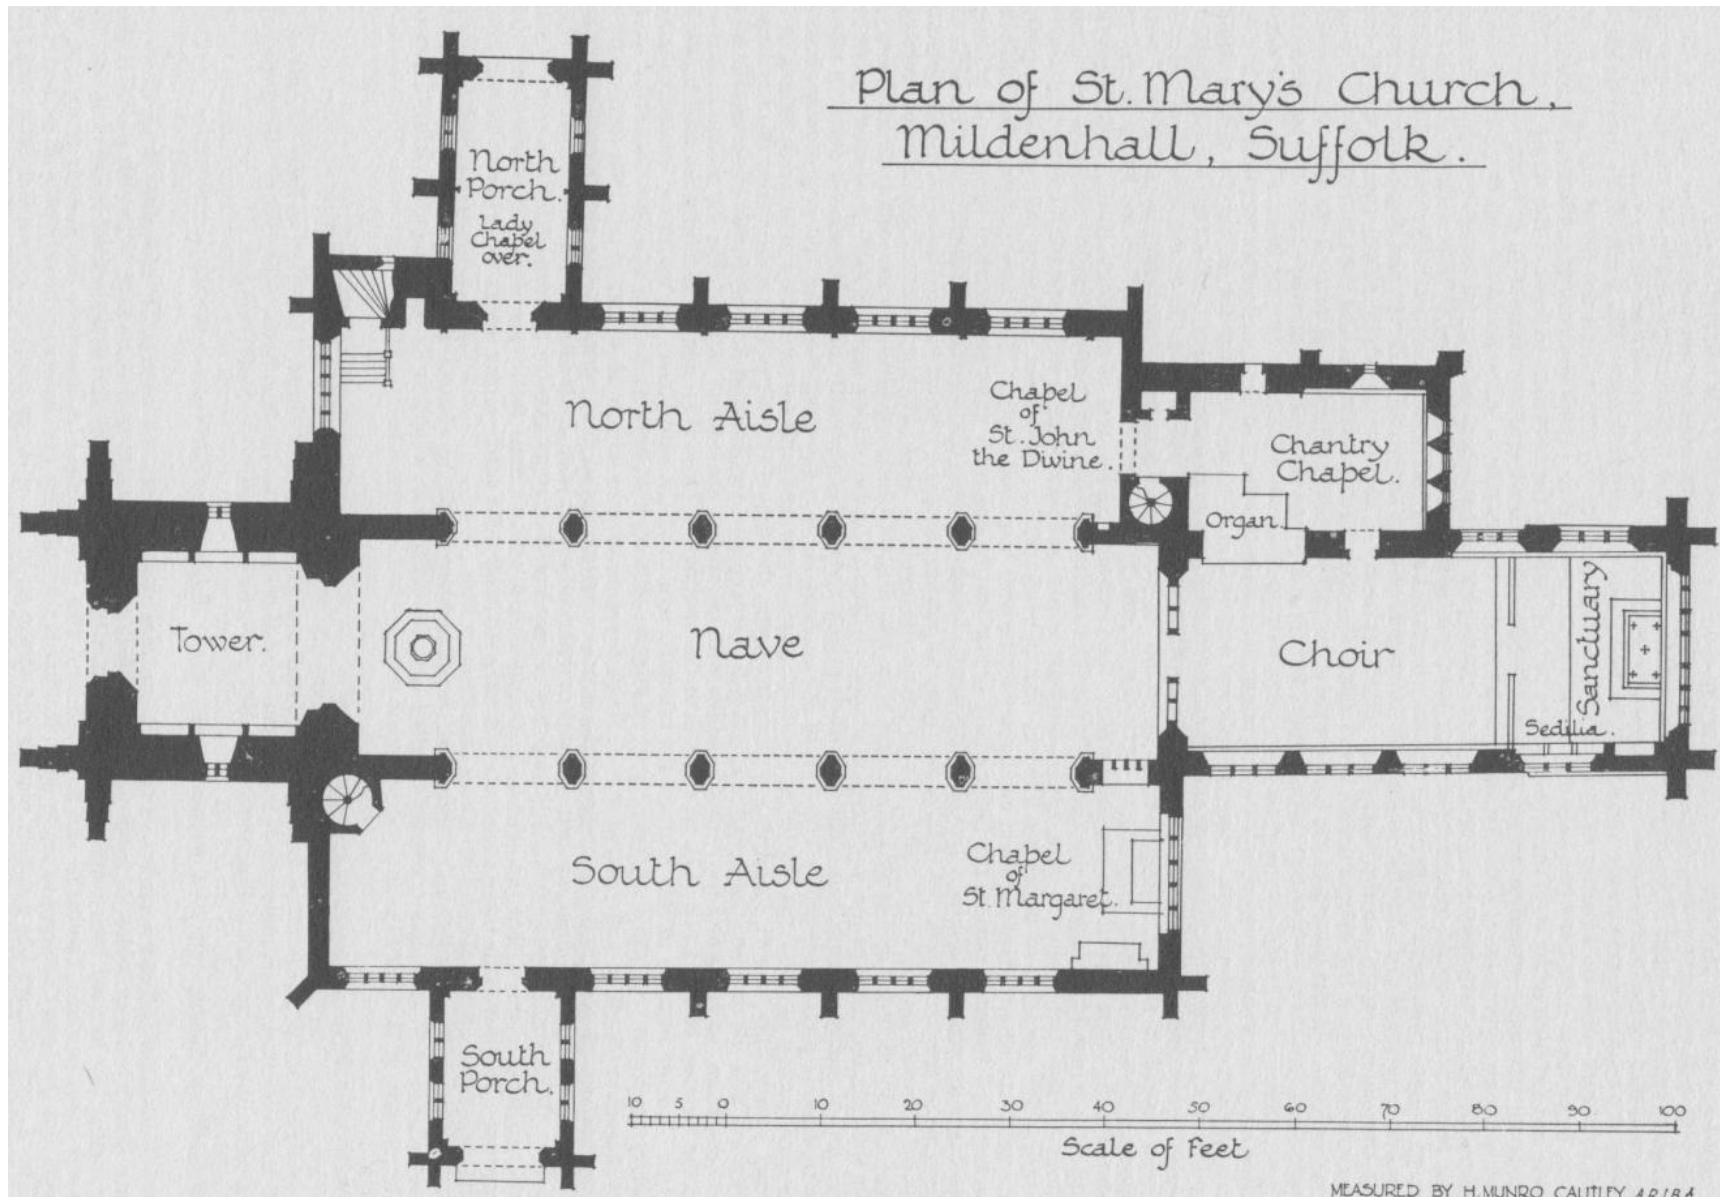 Plan of St. Mary's Church,
Mildenhall, Suffolk.
North
Porch.
Lady
Chapel
over.
North Aisle
Chapel
of
St. John
the Divine.
Chantry
Chapel.
Organ.
Tower.
Nave
Choir
Sanctuary
Sedilia.
South Aisle
Chapel
of
St. Margaret.
South
Porch.
10 5 0 10 20 30 40 50 60 70 80 90 100
Scale of Feet
MEASURED BY H. MUNRO CAUTLEY A.R.I.B.A.